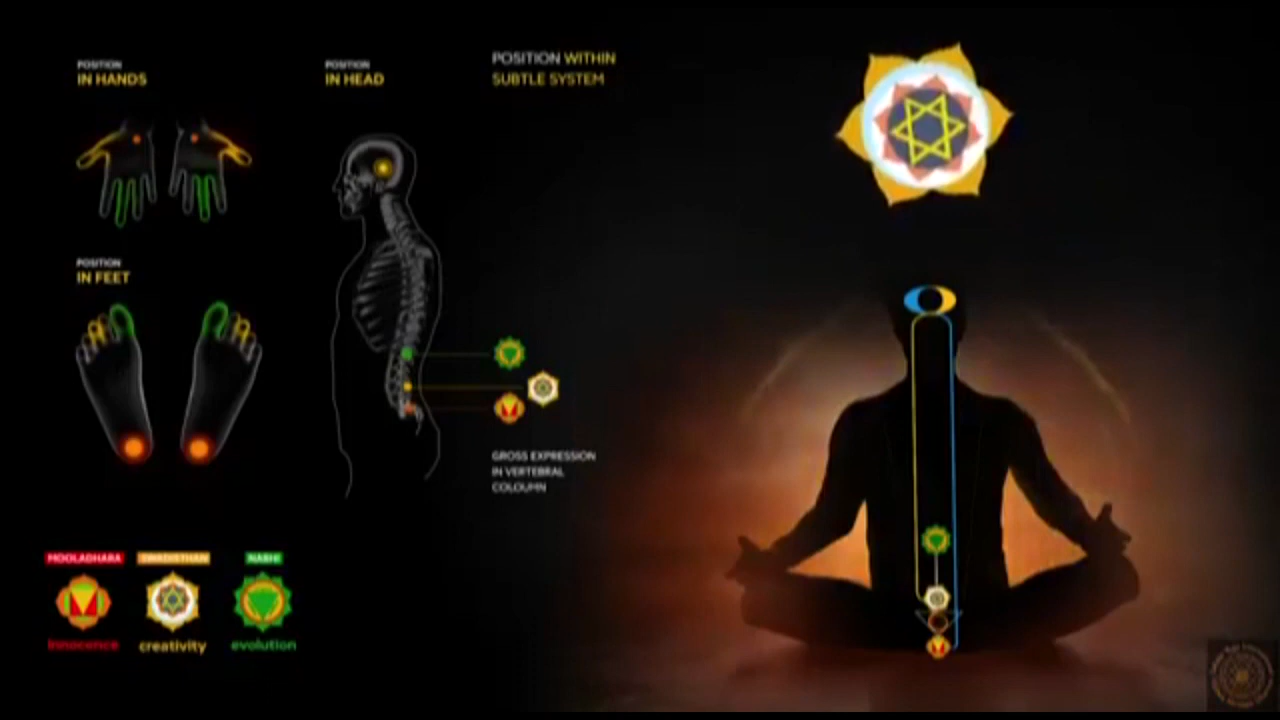 POSITION
IN HANDS
POSITION
IN HEAD
POSITION WITHIN
SUBTLE SYSTEM
POSITION
IN FEET
GROSS EXPRESSION
IN VERTEBRAL
COLOUMN
MOOLADHARA
SWADISTHAN
NABHI
innocence
creativity
evolution